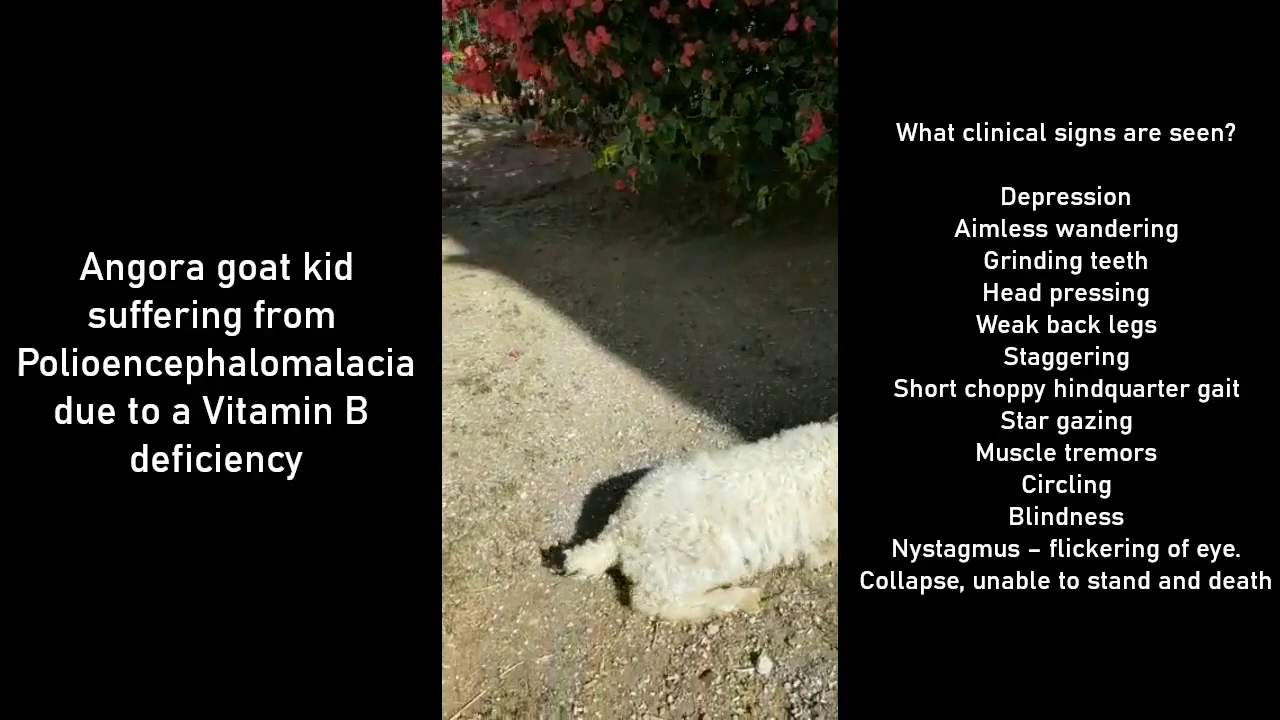 Angora goat kid
suffering from
Polioencephalomalacia
due to a Vitamin B
deficiency
What clinical signs are seen?
Depression
Aimless wandering
Grinding teeth
Head pressing
Weak back legs
Staggering
Short choppy hindquarter gait
Star gazing
Muscle tremors
Circling
Blindness
Nystagmus – flickering of eye.
Collapse, unable to stand and death